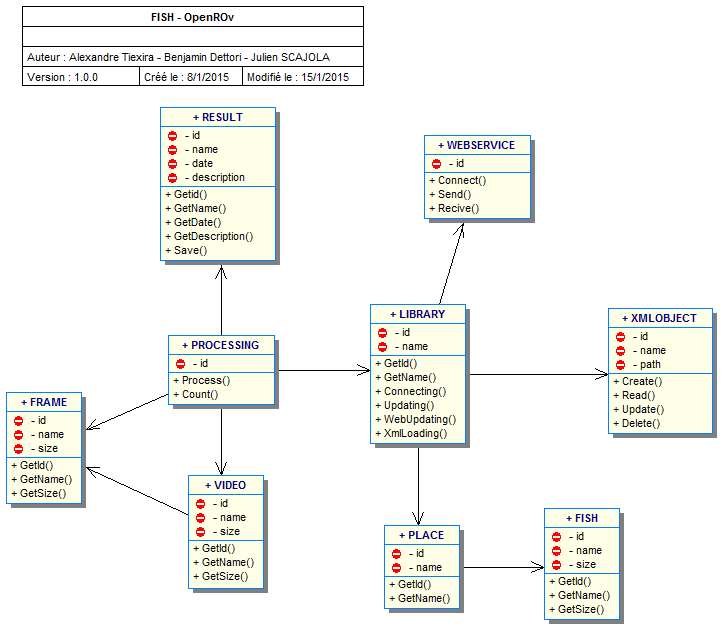 FISH - OpenROv
Auteur : Alexandre Tiexira - Benjamin Dettori - Julien SCAJOLA
Version : 1.0.0 Créé le : 8/1/2015 Modifié le : 15/1/2015
+ RESULT
- id
- name
- date
- description
+ Getid()
+ GetName()
+ GetDate()
+ GetDescription()
+ Save()
+ WEBSERVICE
- id
+ Connect()
+ Send()
+ Recive()
+ PROCESSING
- id
+ Process()
+ Count()
+ LIBRARY
- id
- name
+ GetId()
+ GetName()
+ Connecting()
+ Updating()
+ WebUpdating()
+ XmlLoading()
+ XMLOBJECT
- id
- name
- path
+ Create()
+ Read()
+ Update()
+ Delete()
+ FRAME
- id
- name
- size
+ GetId()
+ GetName()
+ GetSize()
+ VIDEO
- id
- name
- size
+ GetId()
+ GetName()
+ GetSize()
+ PLACE
- id
- name
+ GetId()
+ GetName()
+ FISH
- id
- name
- size
+ GetId()
+ GetName()
+ GetSize()